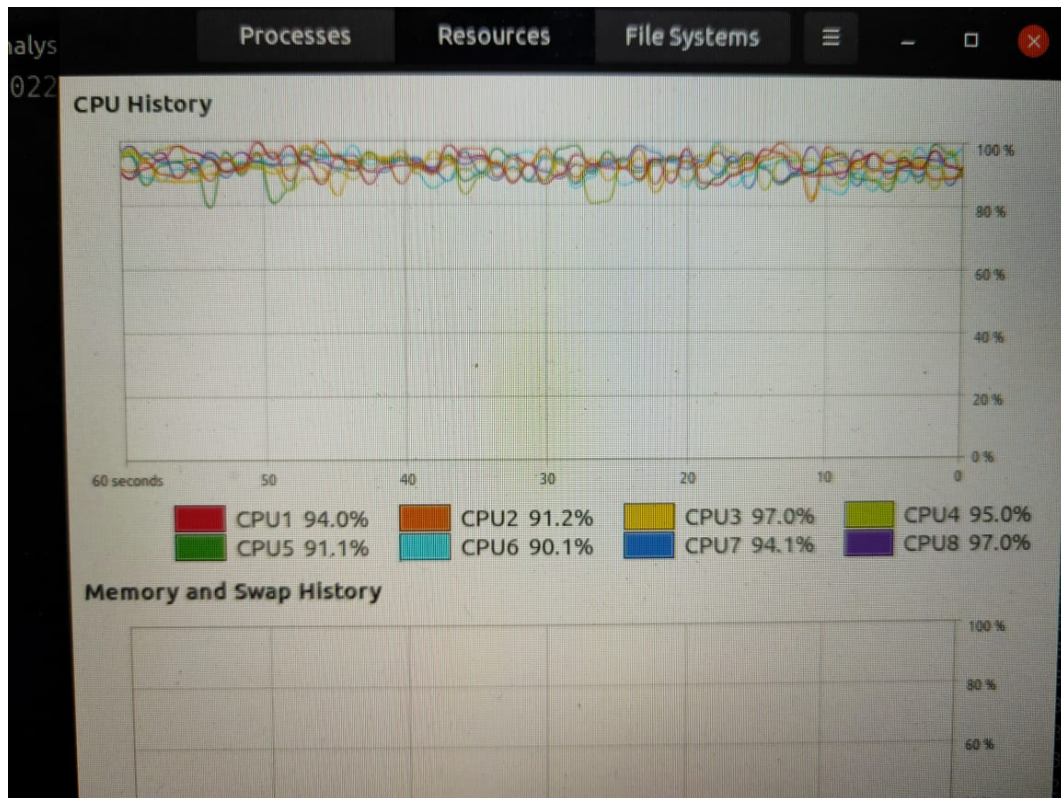 nalys
022
Processes Resources File Systems
CPU History
100 %
80 %
60 %
40 %
20 %
0 %
60 seconds 50 40 30 20 10 0
CPU1 94.0% CPU2 91.2% CPU3 97.0% CPU4 95.0%
CPU5 91.1% CPU6 90.1% CPU7 94.1% CPU8 97.0%
Memory and Swap History
100 %
80 %
60 %